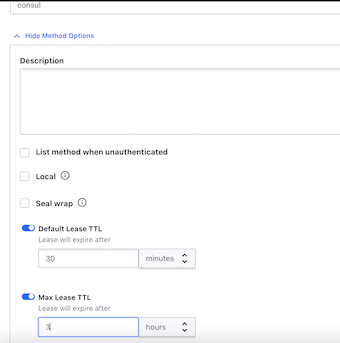 consul
Hide Method Options
Description
List method when unauthenticated
Local
Seal wrap
Default Lease TTL
Lease will expire after
30 minutes
Max Lease TTL
Lease will expire after
3 hours